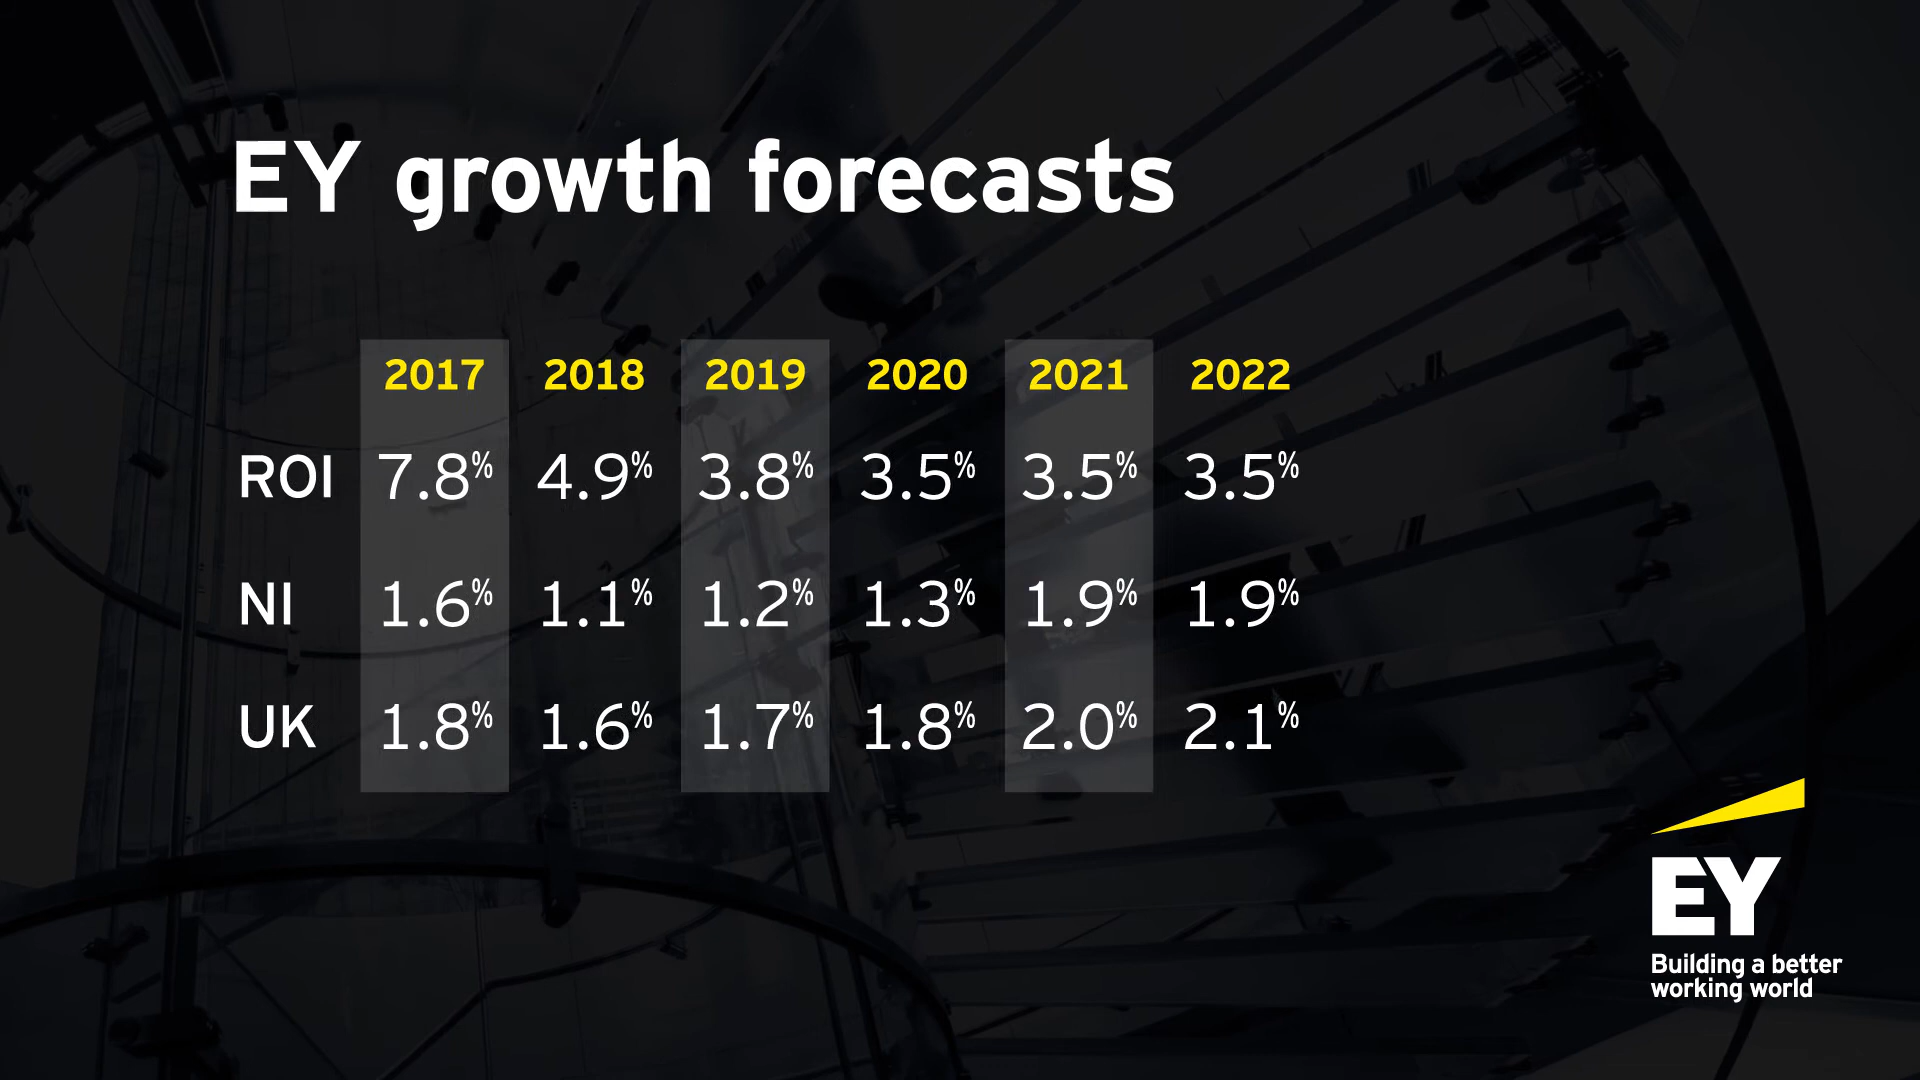 EY growth forecasts
2017 2018 2019 2020 2021 2022
ROI 7.8% 4.9% 3.8% 3.5% 3.5% 3.5%
NI 1.6% 1.1% 1.2% 1.3% 1.9% 1.9%
UK 1.8% 1.6% 1.7% 1.8% 2.0% 2.1%
EY
Building a better
working world